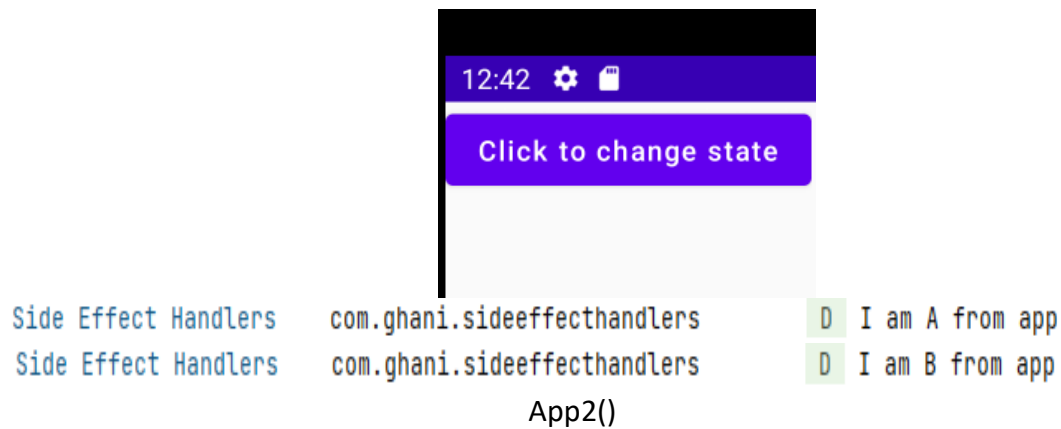 12:42
Click to change state
Side Effect Handlers com.ghani.sideeffecthandlers D I am A from app
Side Effect Handlers com.ghani.sideeffecthandlers D I am B from app
App2()